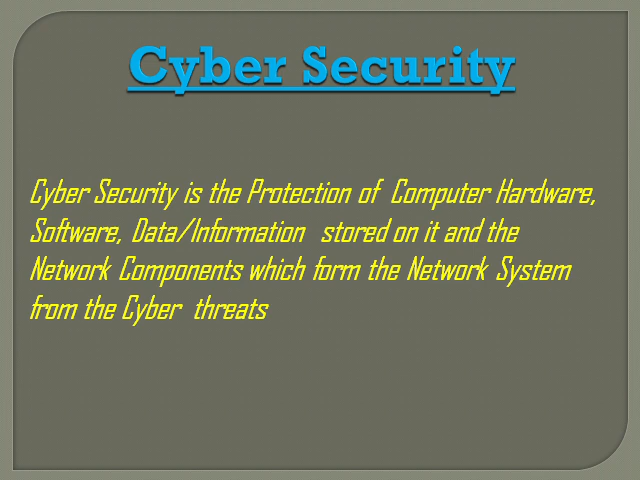 Cyber Security
Cyber Security is the Protection of Computer Hardware,
Software, Data/Information stored on it and the
Network Components which form the Network System
from the Cyber threats